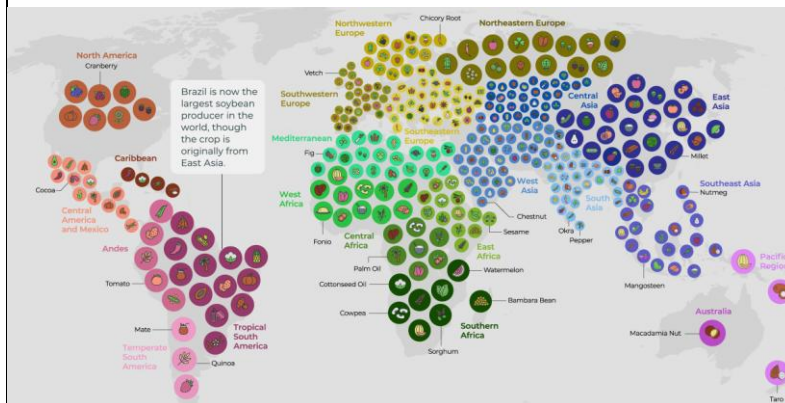 Northwestern
Europe
Chicory Root
Northeastern Europe
North America
Cranberry
Vetch
Brazil is now the
largest soybean
producer in the
world, though
the crop is
originally from
East Asia.
Southwestern
Europe
Southeastern
Europe
Central
Asia
East
Asia
Mediterranean
Fig
Millet
Caribbean
Cocoa
Central
America
and Mexico
West
Africa
West
Asia
South
Asia
Southeast Asia
Nutmeg
Andes
Fonio
Central
Africa
East
Africa
Chestnut
Sesame
Okra
Pepper
Palm Oil
Watermelon
Mangosteen
Pacific
Region
Tomato
Cottonseed Oil
Bambara Bean
Mate
Tropical
South
America
Cowpea
Southern
Africa
Australia
Macadamia Nut
Temperate
South
America
Quinoa
Sorghum
Taro